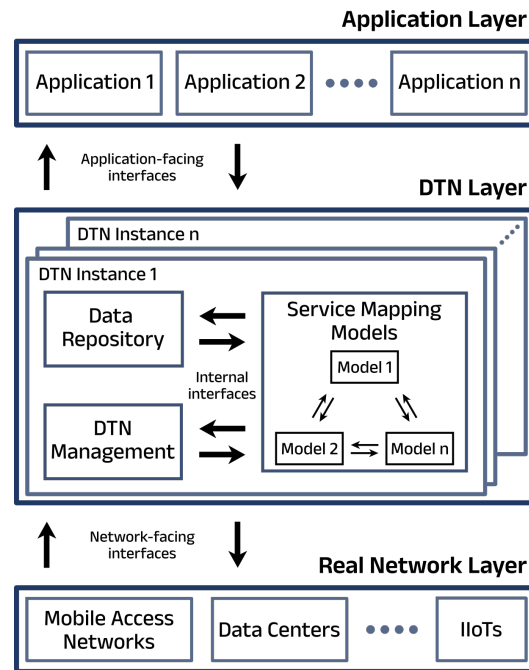 Application Layer
Application 1
Application 2
Application n
Application-facing
interfaces
DTN Layer
DTN Instance n
DTN Instance 1
Data
Repository
Service Mapping
Models
Model 1
Internal
interfaces
DTN
Management
Model 2
Model n
Network-facing
interfaces
Real Network Layer
Mobile Access
Networks
Data Centers
IIoTs